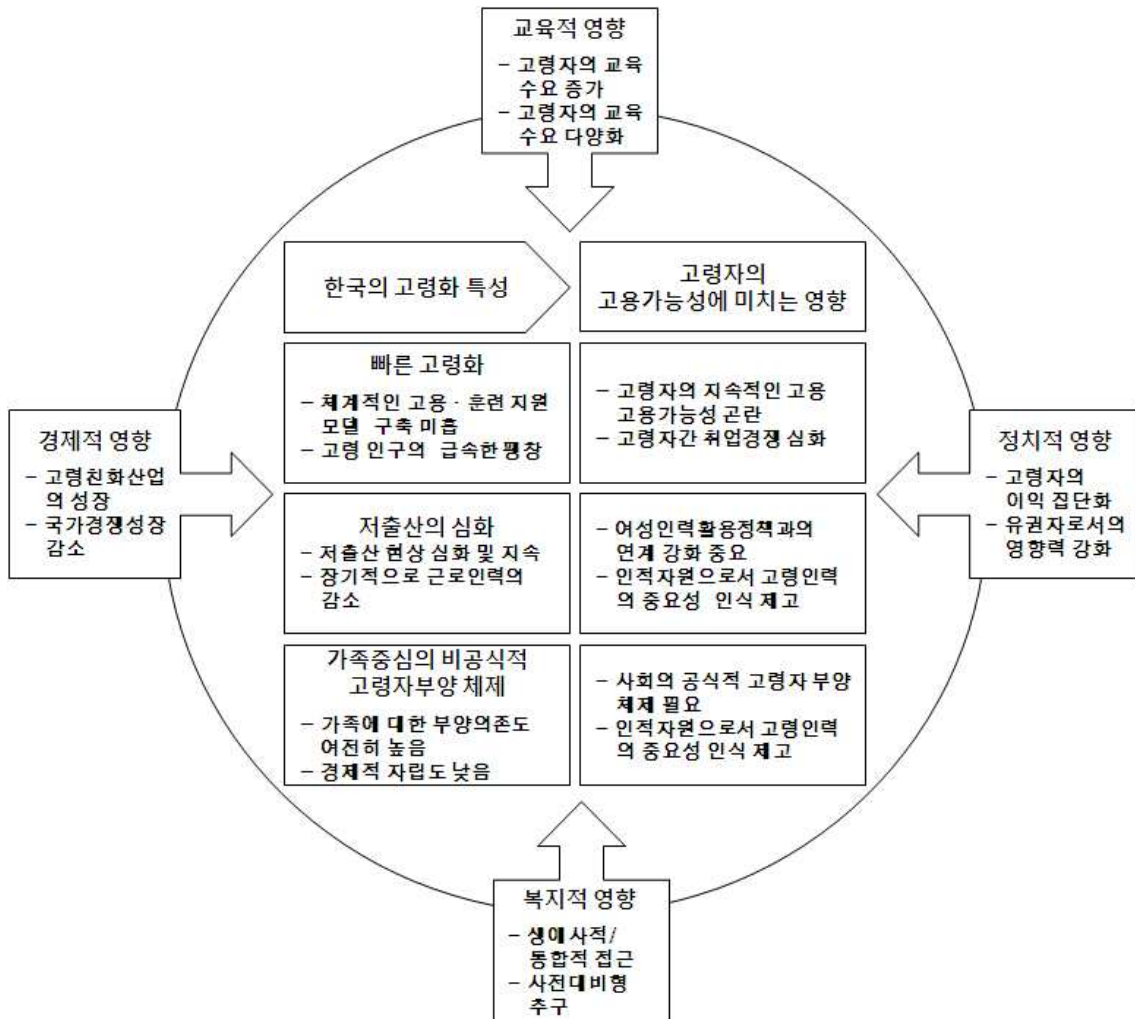 교육적 영향
– 고령자의 교육
수요 증가
– 고령자의 교육
수요 다양화
한국의 고령화 특성
고령자의
고용가능성에 미치는 영향
빠른 고령화
– 체계적인 고용·훈련 지원
모델 구축 미흡
– 고령 인구의 급속한 팽창
– 고령자의 지속적인 고용
고용가능성 곤란
– 고령자간 취업경쟁 심화
경제적 영향
– 고령친화산업
의 성장
– 국가경쟁성장
감소
정치적 영향
– 고령자의
이익 집단화
– 유권자로서의
영향력 강화
저출산의 심화
– 저출산 현상 심화 및 지속
– 장기적으로 근로인력의
감소
– 여성인력활용정책과의
연계 강화 중요
– 인적자원으로서 고령인력
의 중요성 인식 제고
가족중심의 비공식적
고령자부양 체제
– 가족에 대한 부양의존도
여전히 높음
– 경제적 자립도 낮음
– 사회의 공식적 고령자 부양
체제 필요
– 인적자원으로서 고령인력
의 중요성 인식 제고
복지적 영향
– 생애사적/
통합적 접근
– 사전대비형
추구